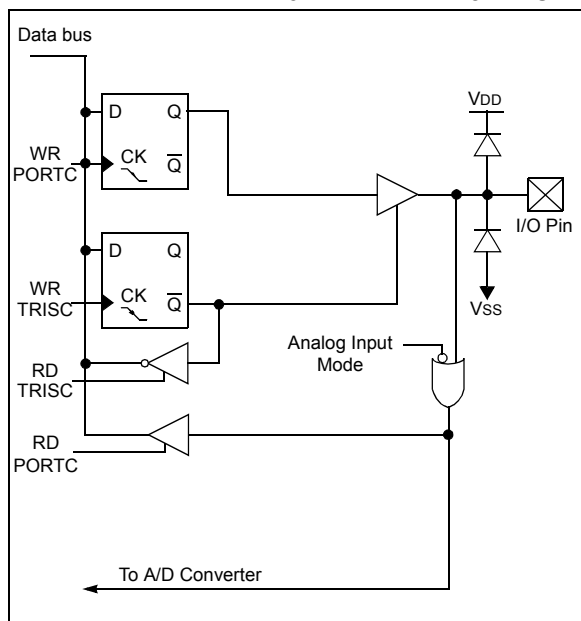 Data bus
D Q
WR
PORTC
CK Q
VDD
I/O Pin
D Q
WR
TRISC
CK Q
VSS
Analog Input
Mode
RD
TRISC
RD
PORTC
To A/D Converter